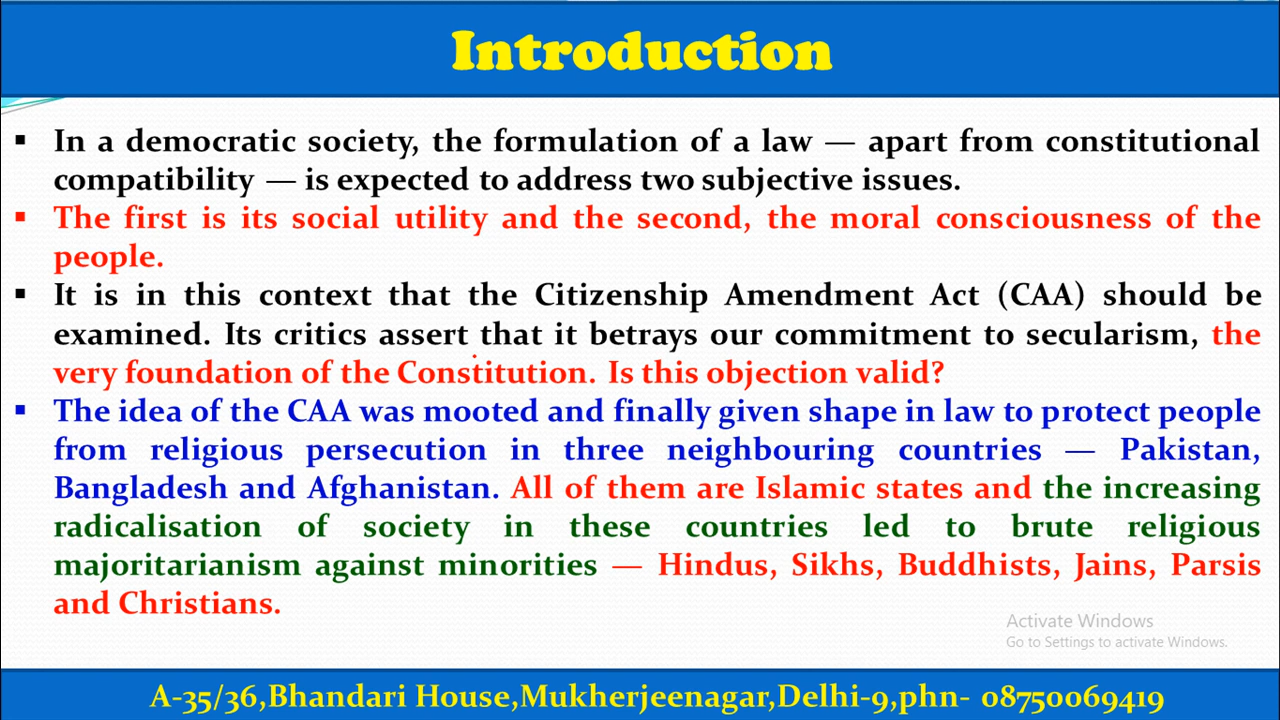 Introduction
▪ In a democratic society, the formulation of a law — apart from constitutional
compatibility — is expected to address two subjective issues.
▪ The first is its social utility and the second, the moral consciousness of the
people.
▪ It is in this context that the Citizenship Amendment Act (CAA) should be
examined. Its critics assert that it betrays our commitment to secularism, the
very foundation of the Constitution. Is this objection valid?
▪ The idea of the CAA was mooted and finally given shape in law to protect people
from religious persecution in three neighbouring countries — Pakistan,
Bangladesh and Afghanistan. All of them are Islamic states and the increasing
radicalisation of society in these countries led to brute religious
majoritarianism against minorities — Hindus, Sikhs, Buddhists, Jains, Parsis
and Christians.
Activate Windows
Go to Settings to activate Windows.
A-35/36,Bhandari House,Mukherjeenagar,Delhi-9,phn- 08750069419